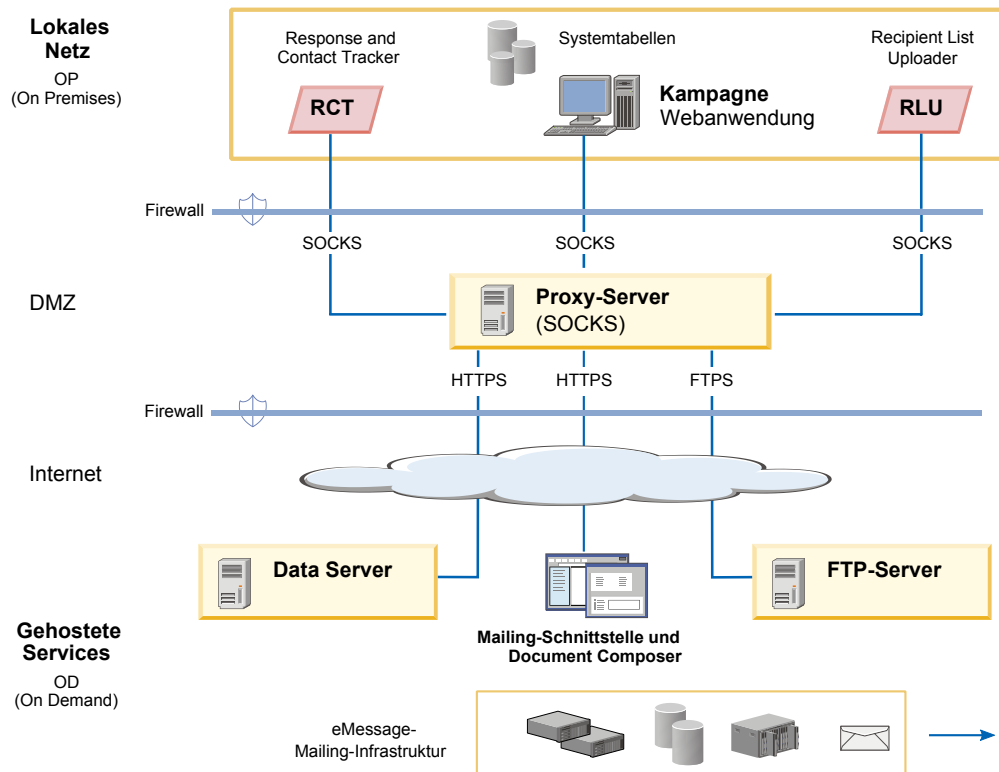 Lokales
Netz
OP
(On Premises)
Response and
Contact Tracker
Systemtabellen
Recipient List
Uploader
RCT
Kampagne
Webanwendung
RLU
Firewall
SOCKS
SOCKS
SOCKS
DMZ
Proxy-Server
(SOCKS)
HTTPS
HTTPS
FTPS
Firewall
Internet
Data Server
FTP-Server
Mailing-Schnittstelle und
Document Composer
Gehostete
Services
OD
(On Demand)
eMessage-
Mailing-Infrastruktur